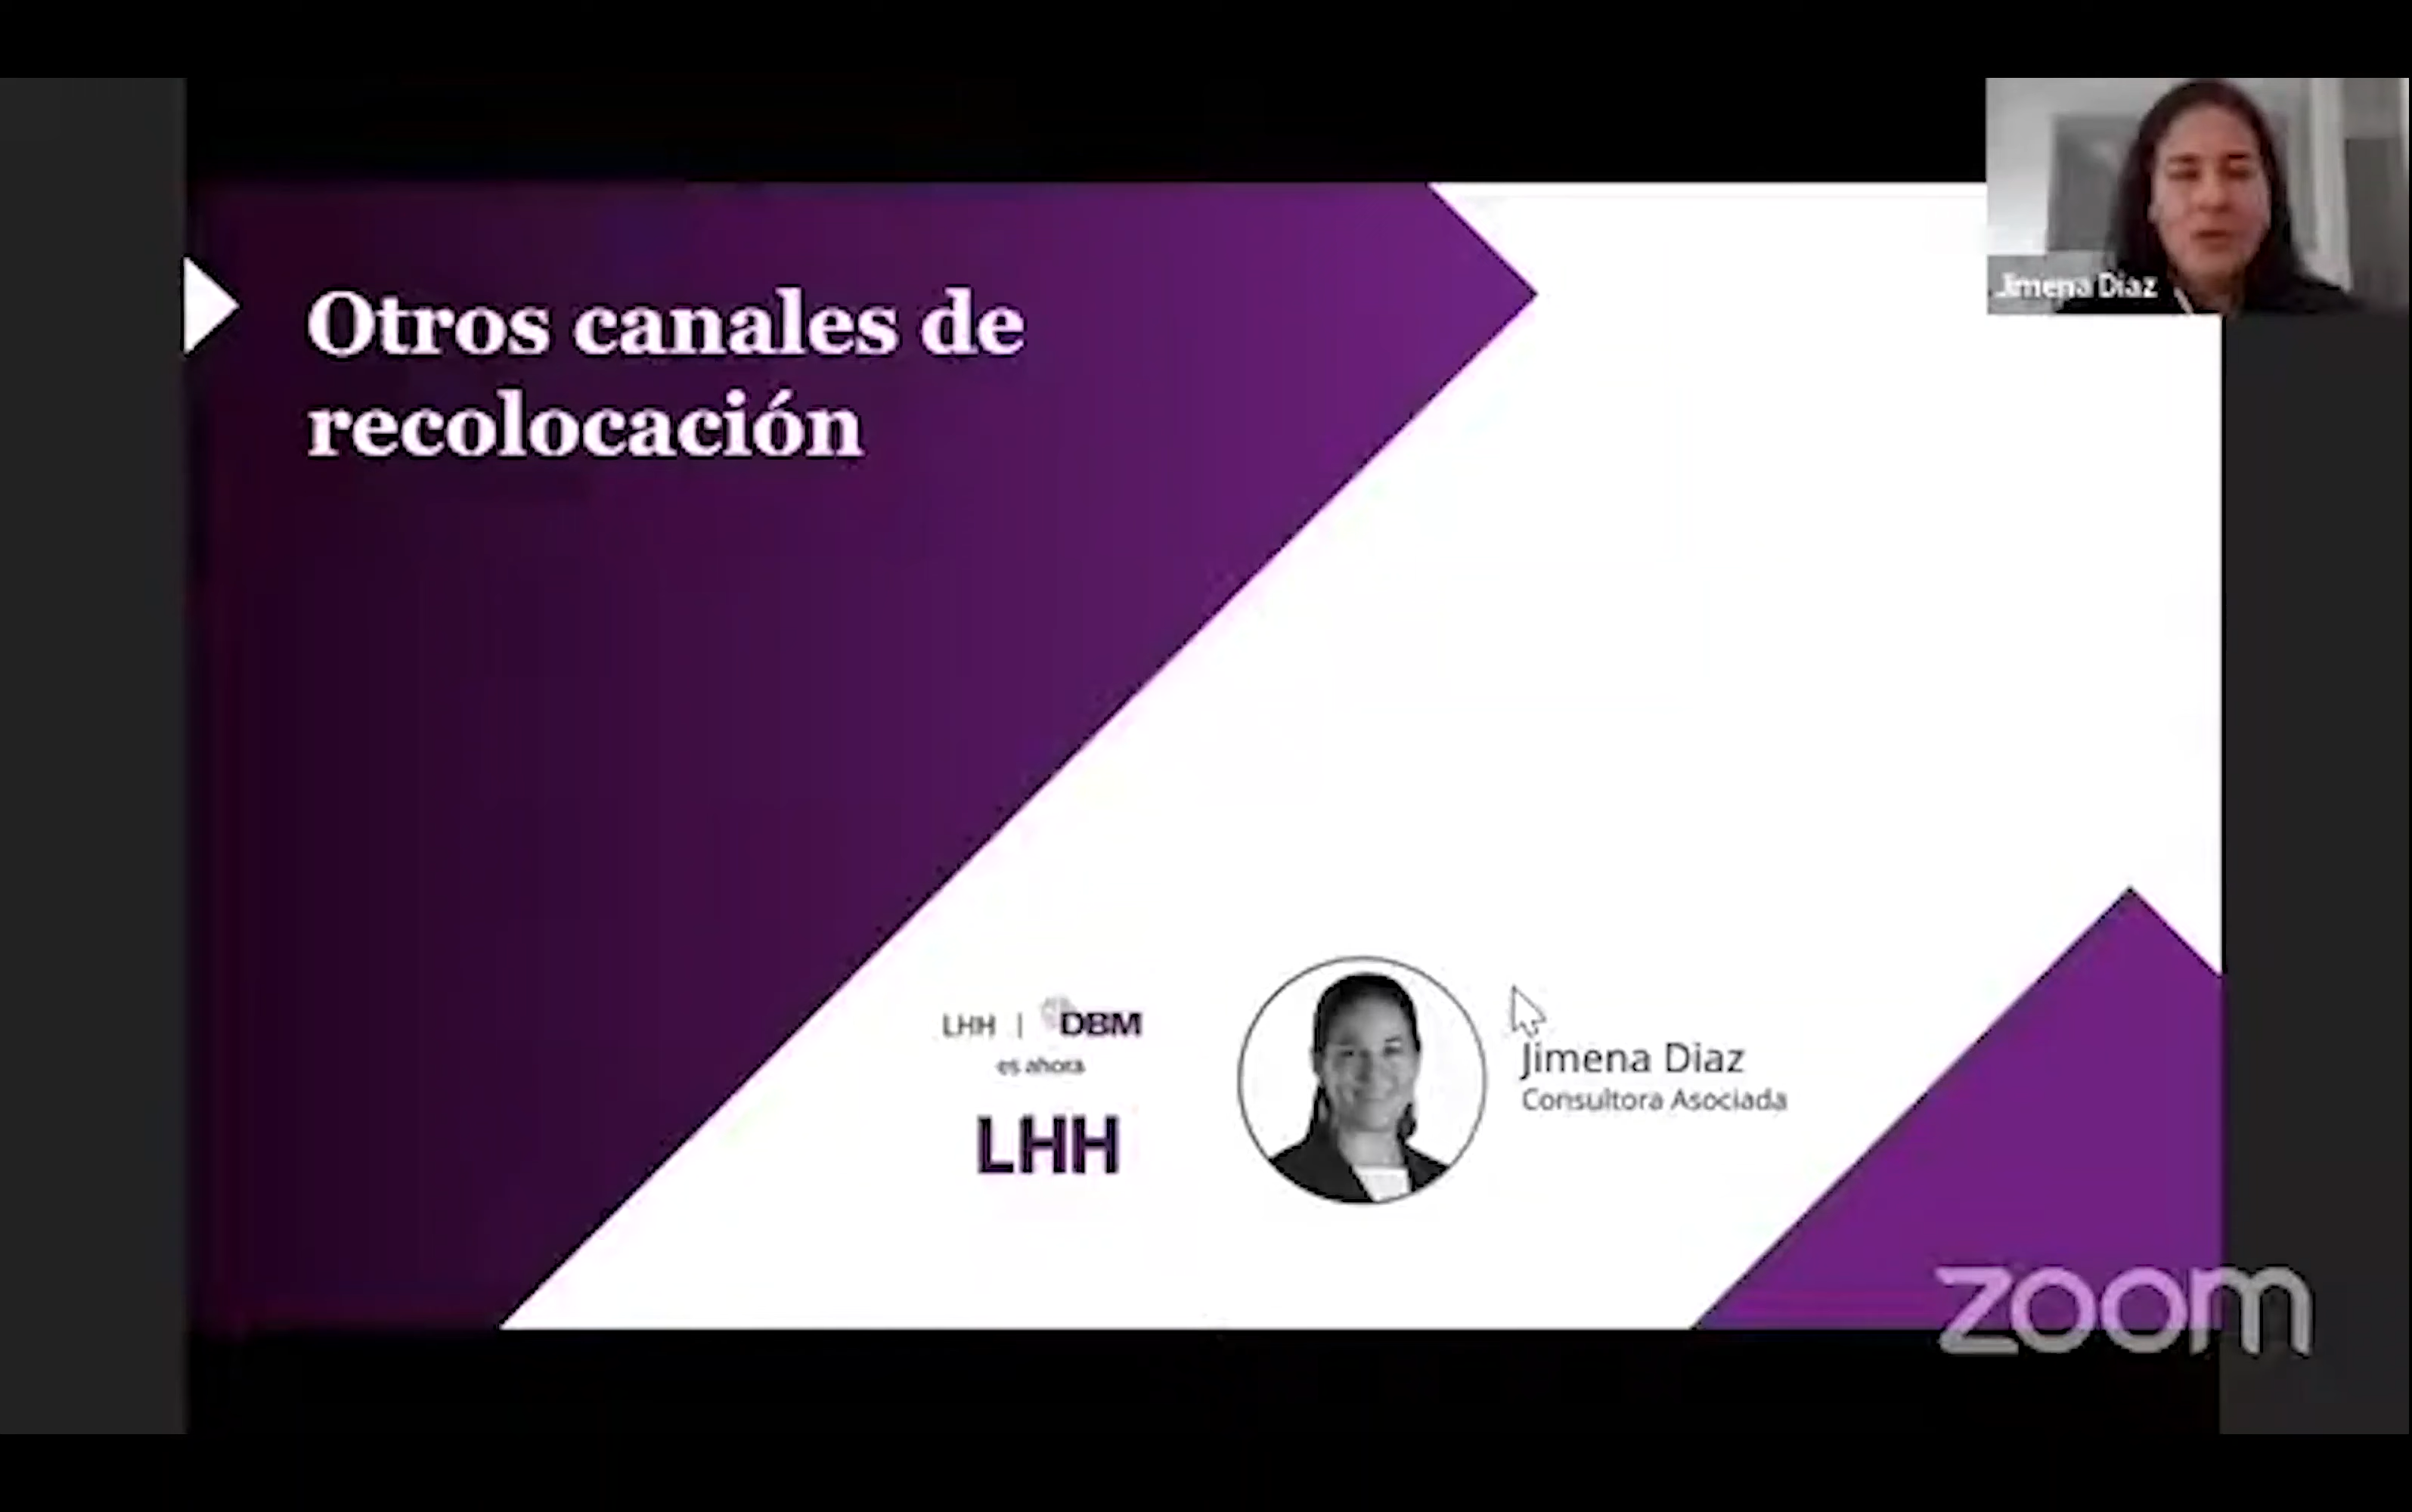 Otros canales de
recolocación
Jimena Diaz
LHH | DBM
es ahora
LHH
Jimena Diaz
Consultora Asociada
zoom